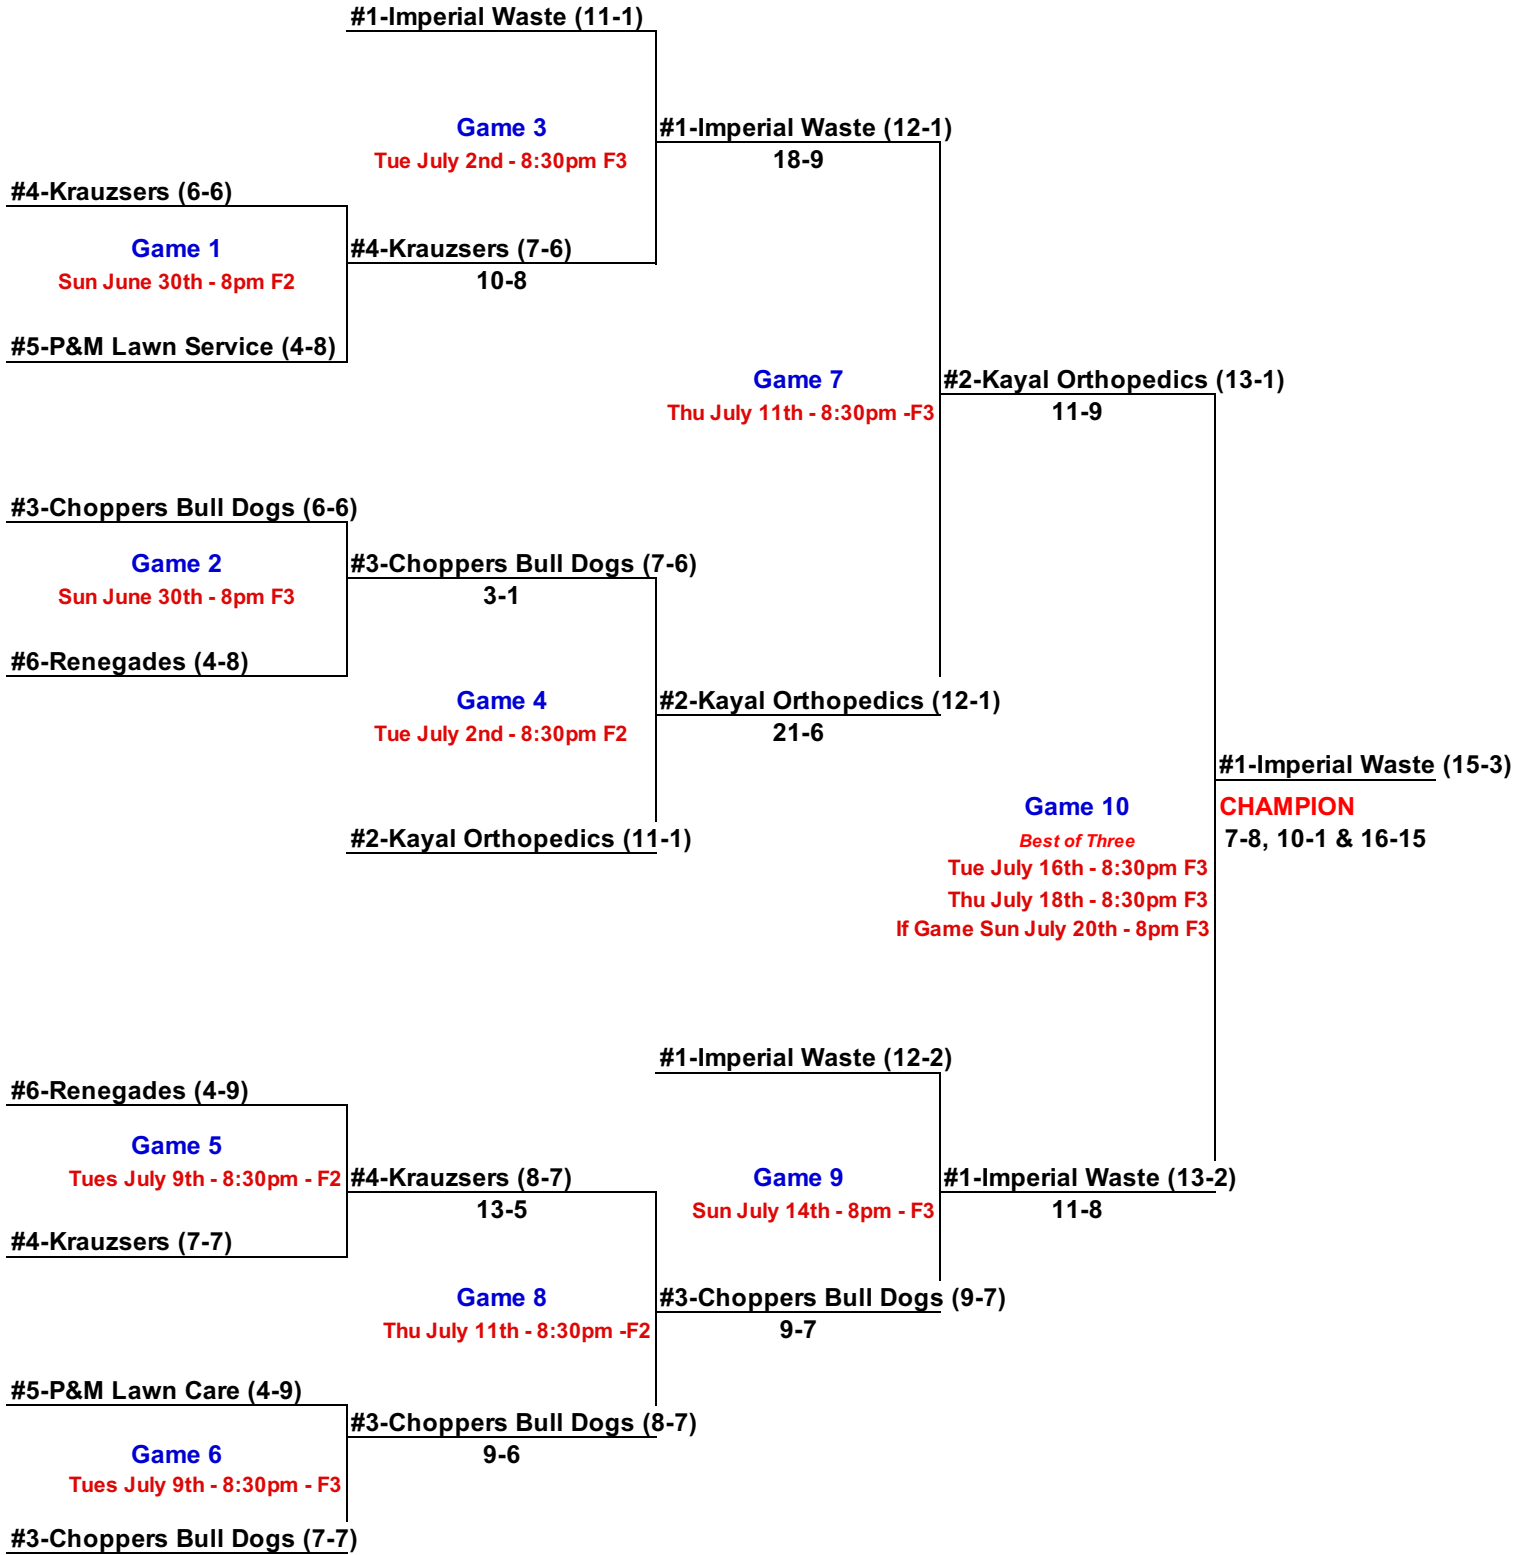 #1-Imperial Waste (11-1)
Game 3
#1-Imperial Waste (12-1)
Tue July 2nd - 8:30pm F3
18-9
#4-Krauzsers (6-6)
Game 1
#4-Krauzsers (7-6)
Sun June 30th - 8pm F2
10-8
#5-P&M Lawn Service (4-8)
Game 7
#2-Kayal Orthopedics (13-1)
Thu July 11th - 8:30pm -F3
11-9
#3-Choppers Bull Dogs (6-6)
Game 2
#3-Choppers Bull Dogs (7-6)
Sun June 30th - 8pm F3
3-1
#6-Renegades (4-8)
Game 4
#2-Kayal Orthopedics (12-1)
Tue July 2nd - 8:30pm F2
21-6
#1-Imperial Waste (15-3)
Game 10
CHAMPION
#2-Kayal Orthopedics (11-1)
Best of Three
7-8, 10-1 & 16-15
Tue July 16th - 8:30pm F3
Thu July 18th - 8:30pm F3
If Game Sun July 20th - 8pm F3
#1-Imperial Waste (12-2)
#6-Renegades (4-9)
Game 5
Tues July 9th - 8:30pm - F2
#4-Krauzsers (8-7)
Game 9
#1-Imperial Waste (13-2)
13-5
Sun July 14th - 8pm - F3
11-8
#4-Krauzsers (7-7)
Game 8
#3-Choppers Bull Dogs (9-7)
Thu July 11th - 8:30pm -F2
9-7
#5-P&M Lawn Care (4-9)
#3-Choppers Bull Dogs (8-7)
Game 6
9-6
Tues July 9th - 8:30pm - F3
#3-Choppers Bull Dogs (7-7)